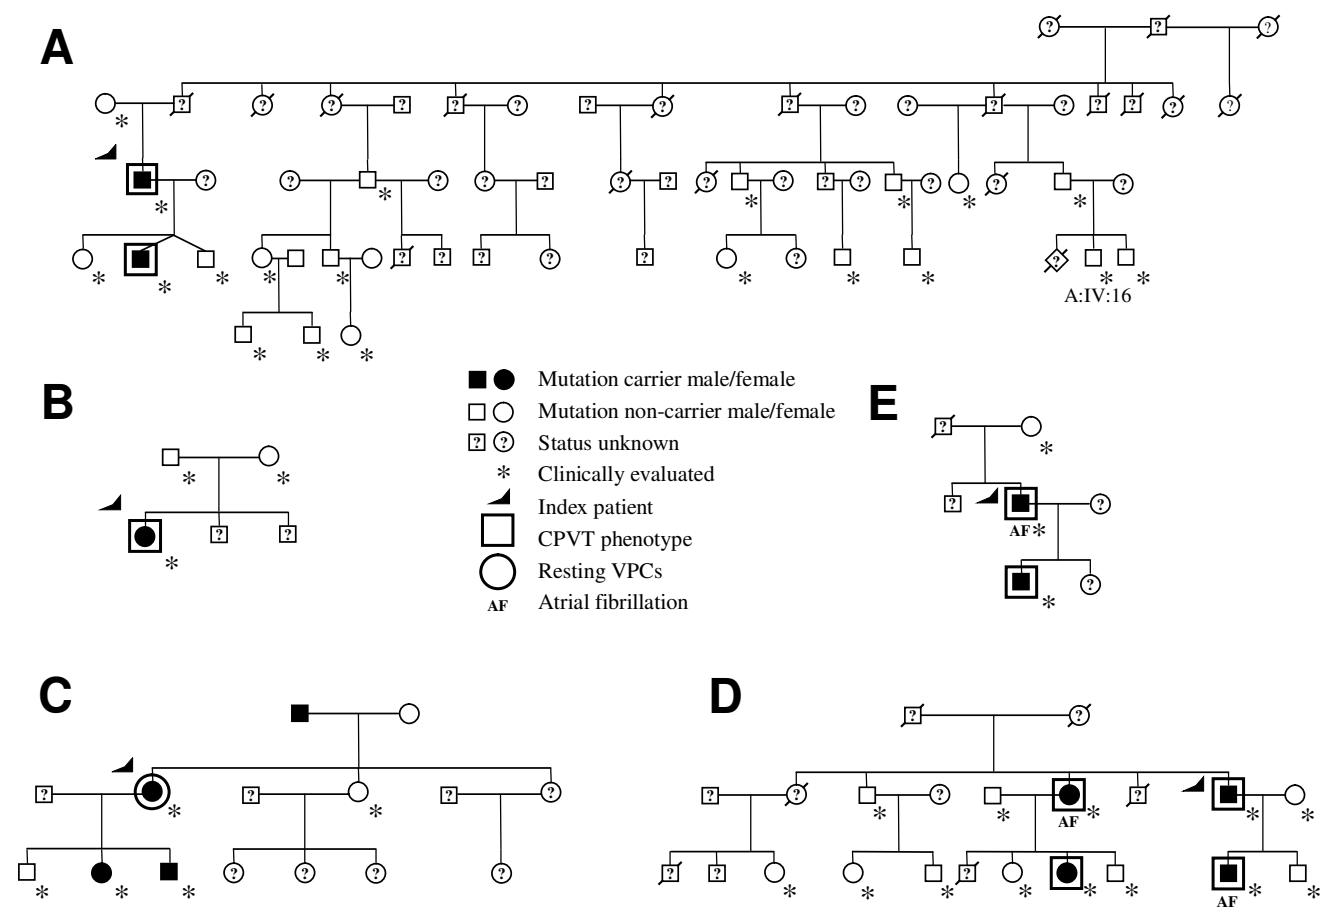 A
? ? ?
? ? ? ? ? ? ? ? ? ? ? ? ? ? ? ? ? ?
*
? ? ? ? ? ? ? ? ? ? ? ? ? ?
* * * * * *
? ? ? ? ? ? ?
* * * * * * * * * *
A:IV:16
* * *
B
* *
? ?
*
Mutation carrier male/female
Mutation non-carrier male/female
? ? Status unknown
* Clinically evaluated
Index patient
CPVT phenotype
Resting VPCs
AF Atrial fibrillation
E
?
*
? ?
AF *
?
*
C
? ? ? ?
* *
? ? ? ?
* * *
D
? ?
? ? ? ?
* * * * *
AF
? ? ?
* * * * * * * *
AF